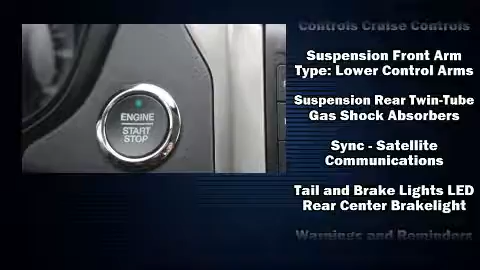 Controls Cruise Controls
Suspension Front Arm
Type: Lower Control Arms
Suspension Rear Twin-Tube
Gas Shock Absorbers
Sync - Satellite
Communications
Tail and Brake Lights LED
Rear Center Brakelight
Warnings and Reminders
ENGINE
START
STOP